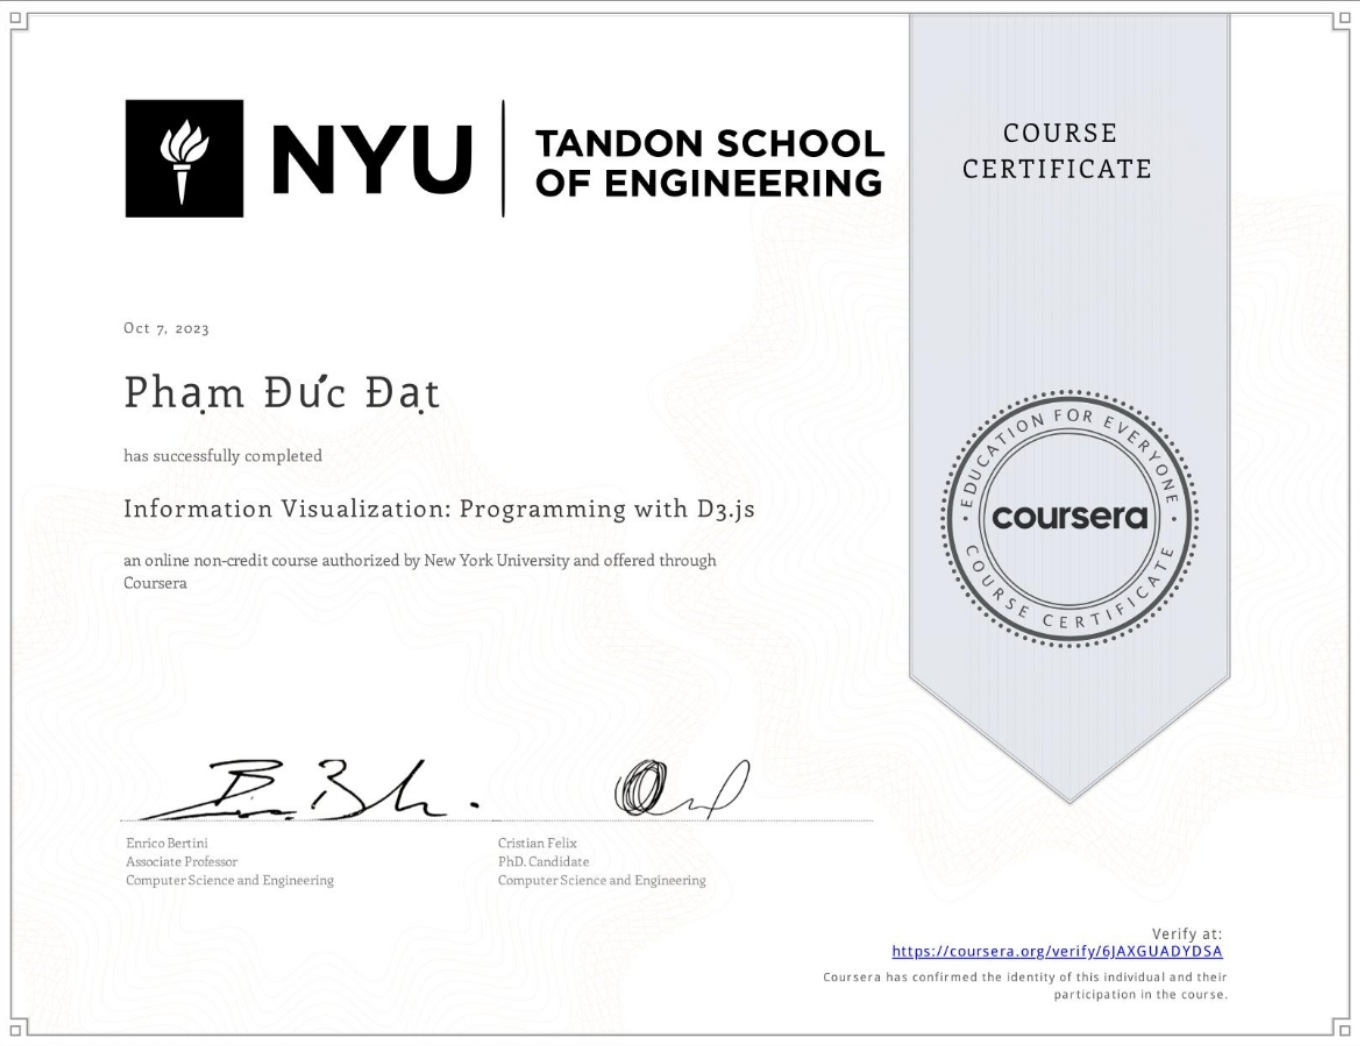 NYU
TANDON SCHOOL
OF ENGINEERING
COURSE
CERTIFICATE
Oct 7, 2023
Phạm Đức Đạt
has successfully completed
Information Visualization: Programming with D3.js
an online non-credit course authorized by New York University and offered through
Coursera
EDUCATION FOR EVERYONE
coursera
COURSE CERTIFICATE
Enrico Bertini
Associate Professor
Computer Science and Engineering
Cristian Felix
PhD. Candidate
Computer Science and Engineering
Verify at:
https://coursera.org/verify/6JAXGUADYDSA
Coursera has confirmed the identity of this individual and their
participation in the course.